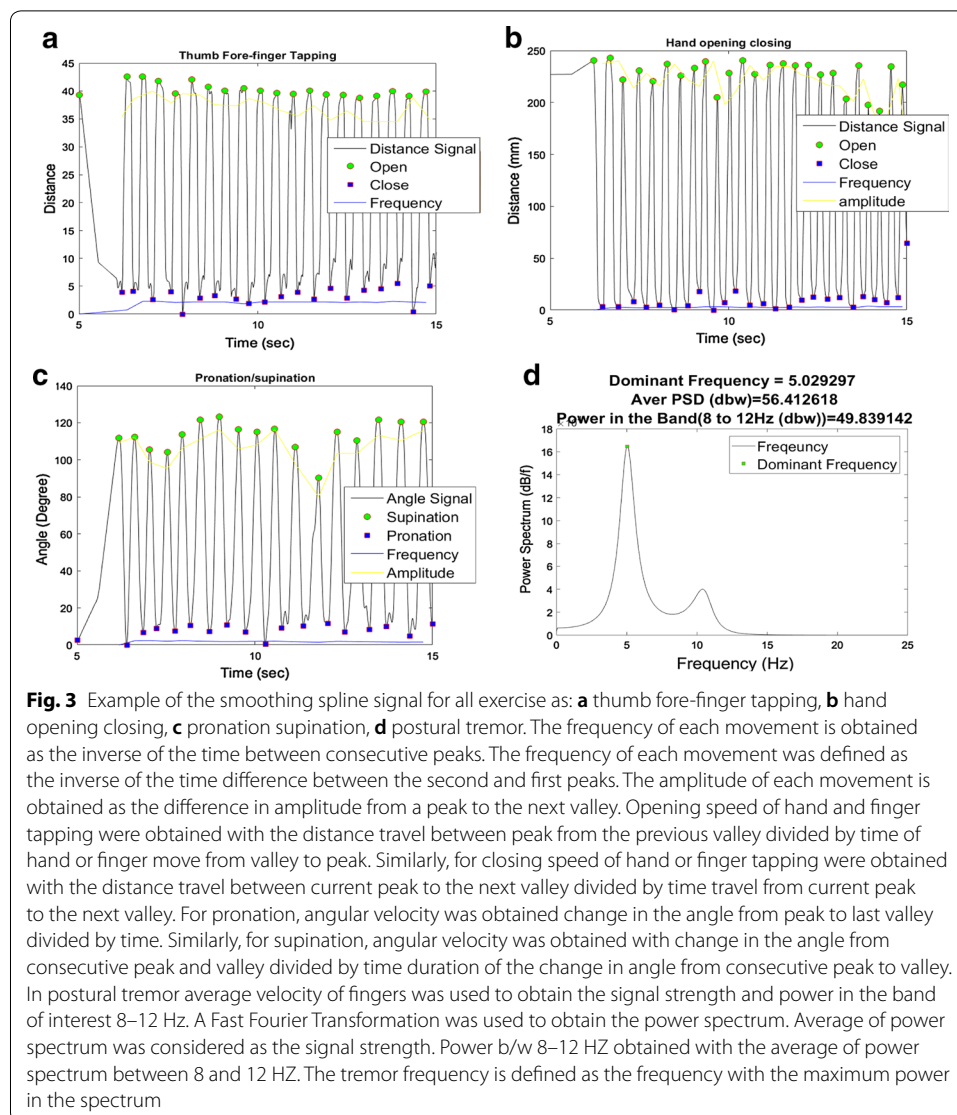 a
Thumb Fore-finger Tapping
45
40
35
30
25
20
15
10
5
0
Distance
Distance Signal
Open
Close
Frequency
5
10
15
Time (sec)
b
Hand opening closing
250
200
150
100
50
0
Distance (mm)
Distance Signal
Open
Close
Frequency
amplitude
5
10
15
Time (sec)
c
Pronation/supination
140
120
100
80
60
40
20
0
Angle (Degree)
Angle Signal
Supination
Pronation
Frequency
Amplitude
5
10
15
Time (sec)
d
Dominant Frequency = 5.029297
Aver PSD (dbw)=56.412618
Power in the Band(8 to 12Hz (dbw))=49.839142
18
16
14
12
10
8
6
4
2
0
Power Spectrum (dB/f)
Frequency
Dominant Frequency
0
5
10
15
20
25
Frequency (Hz)
Fig. 3 Example of the smoothing spline signal for all exercise as: a thumb fore-finger tapping, b hand
opening closing, c pronation supination, d postural tremor. The frequency of each movement is obtained
as the inverse of the time between consecutive peaks. The frequency of each movement was defined as
the inverse of the time difference between the second and first peaks. The amplitude of each movement is
obtained as the difference in amplitude from a peak to the next valley. Opening speed of hand and finger
tapping were obtained with the distance travel between peak from the previous valley divided by time of
hand or finger move from valley to peak. Similarly, for closing speed of hand or finger tapping were obtained
with the distance travel between current peak to the next valley divided by time travel from current peak
to the next valley. For pronation, angular velocity was obtained change in the angle from peak to last valley
divided by time. Similarly, for supination, angular velocity was obtained with change in the angle from
consecutive peak and valley divided by time duration of the change in angle from consecutive peak to valley.
In postural tremor average velocity of fingers was used to obtain the signal strength and power in the band
of interest 8–12 Hz. A Fast Fourier Transformation was used to obtain the power spectrum. Average of power
spectrum was considered as the signal strength. Power b/w 8–12 HZ obtained with the average of power
spectrum between 8 and 12 HZ. The tremor frequency is defined as the frequency with the maximum power
in the spectrum